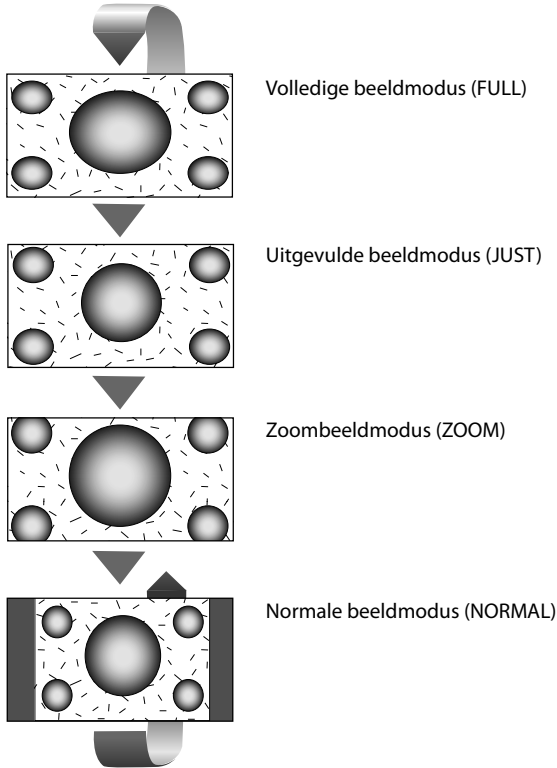 Volledige beeldmodus (FULL)
Uitgevulde beeldmodus (JUST)
Zoombeeldmodus (ZOOM)
Normale beeldmodus (NORMAL)